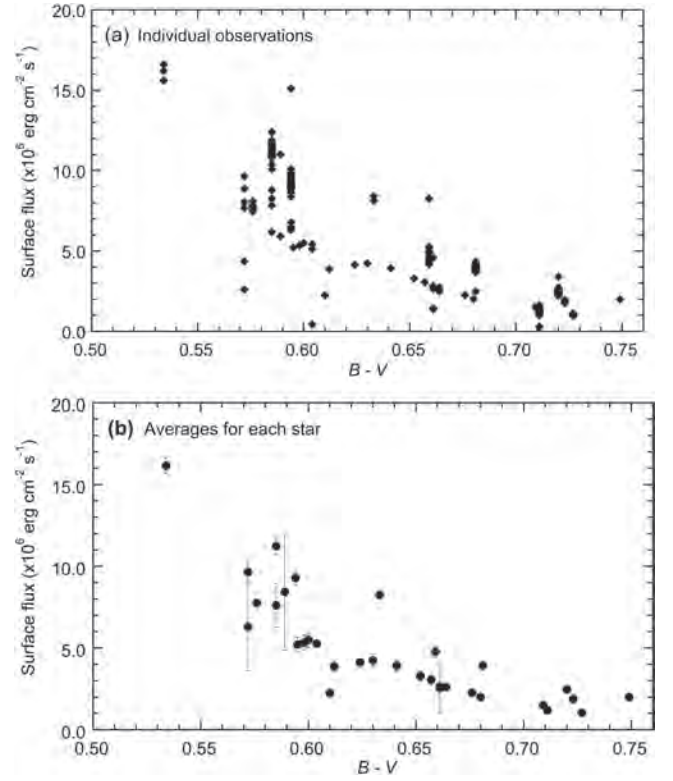 20.0
(a) Individual observations
15.0
10.0
5.0
0.0
Surface flux (x10⁶ erg cm⁻² s⁻¹)
0.50 0.55 0.60 0.65 0.70 0.75
B - V
20.0
(b) Averages for each star
15.0
10.0
5.0
0.0
Surface flux (x10⁶ erg cm⁻² s⁻¹)
0.50 0.55 0.60 0.65 0.70 0.75
B - V